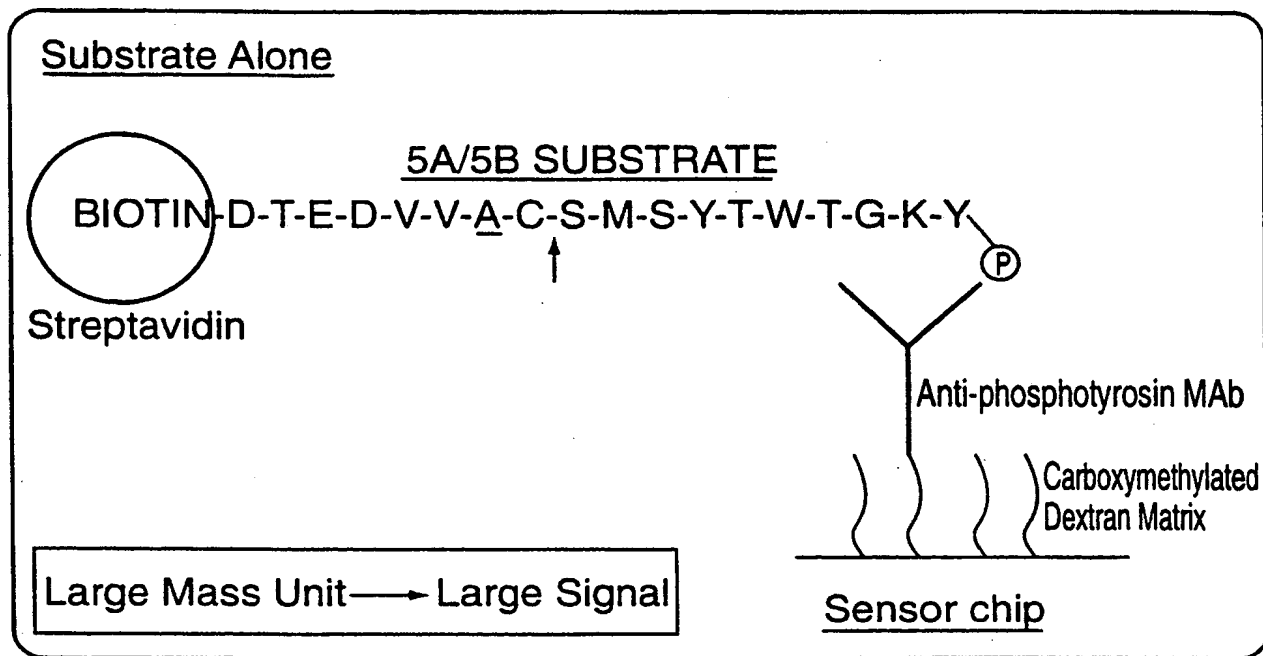 Substrate Alone
5A/5B SUBSTRATE
BIOTIN-D-T-E-D-V-V-A-C-S-M-S-Y-T-W-T-G-K-Y
P
Streptavidin
Anti-phosphotyrosin MAb
Carboxymethylated
Dextran Matrix
Large Mass Unit → Large Signal
Sensor chip